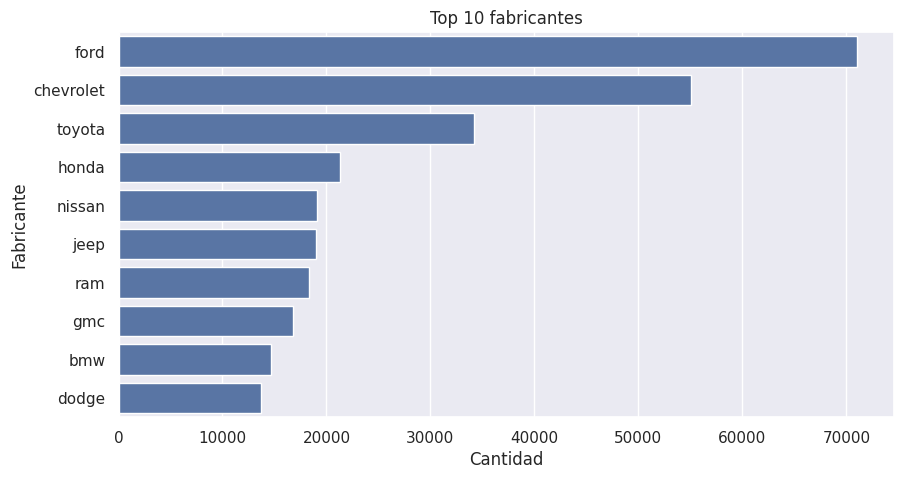 Top 10 fabricantes
Fabricante
ford
chevrolet
toyota
honda
nissan
jeep
ram
gmc
bmw
dodge
0 10000 20000 30000 40000 50000 60000 70000
Cantidad